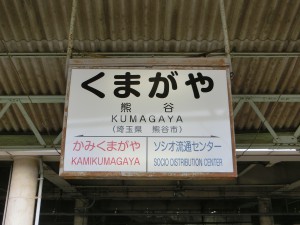 くまがや
熊谷
KUMAGAYA
(埼玉県 熊谷市)
かみくまがや
KAMIKUMAGAYA
ソシオ流通センター
SOCIO DISTRIBUTION CENTER